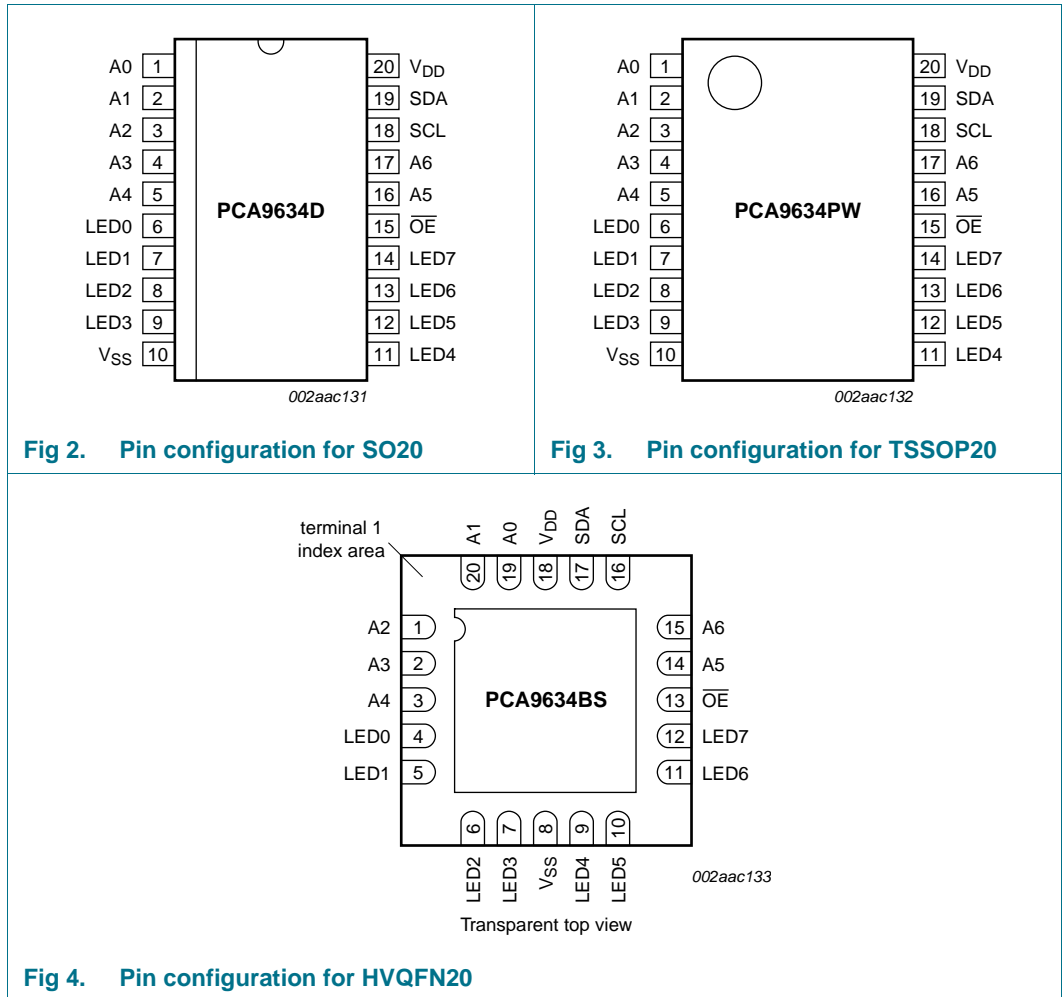 A0 1
A1 2
A2 3
A3 4
A4 5
LED0 6
LED1 7
LED2 8
LED3 9
VSS 10
PCA9634D
20 VDD
19 SDA
18 SCL
17 A6
16 A5
15 OE
14 LED7
13 LED6
12 LED5
11 LED4
002aac131
Fig 2. Pin configuration for SO20
A0 1
A1 2
A2 3
A3 4
A4 5
LED0 6
LED1 7
LED2 8
LED3 9
VSS 10
PCA9634PW
20 VDD
19 SDA
18 SCL
17 A6
16 A5
15 OE
14 LED7
13 LED6
12 LED5
11 LED4
002aac132
Fig 3. Pin configuration for TSSOP20
terminal 1
index area
A1 A0 VDD SDA SCL
20 19 18 17 16
A2 1
A3 2
A4 3
LED0 4
LED1 5
PCA9634BS
15 A6
14 A5
13 OE
12 LED7
11 LED6
6 7 8 9 10
LED2 LED3 VSS LED4 LED5
002aac133
Transparent top view
Fig 4. Pin configuration for HVQFN20